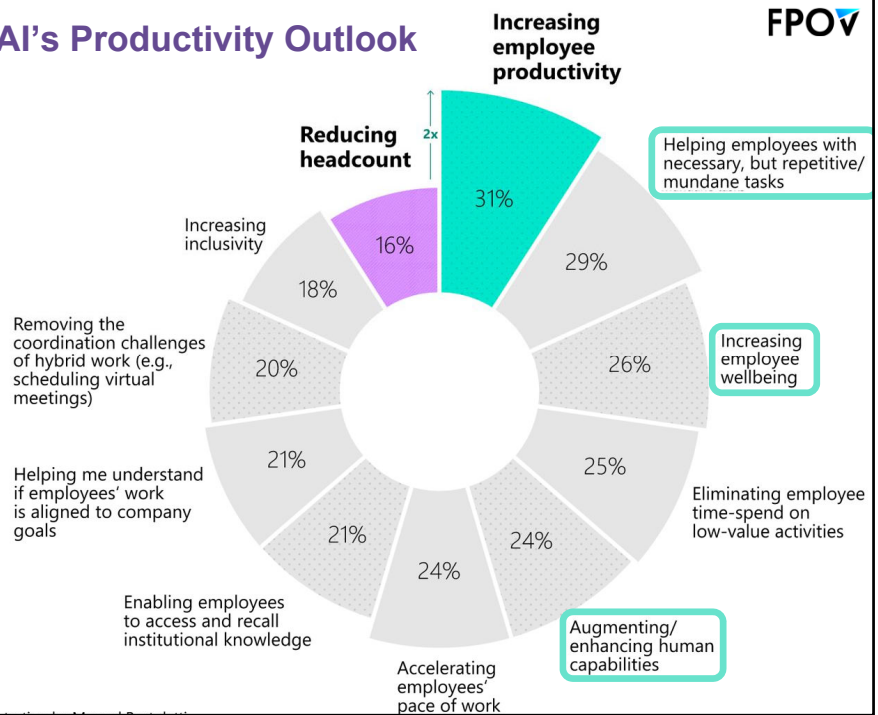 AI's Productivity Outlook
FPOV
Increasing
employee
productivity
2x
Reducing
headcount
31%
16%
Helping employees with
necessary, but repetitive/
mundane tasks
29%
Increasing
employee
wellbeing
26%
Eliminating employee
time-spend on
low-value activities
25%
Augmenting/
enhancing human
capabilities
24%
Accelerating
employees'
pace of work
24%
Enabling employees
to access and recall
institutional knowledge
21%
Helping me understand
if employees' work
is aligned to company
goals
21%
Removing the
coordination challenges
of hybrid work (e.g.,
scheduling virtual
meetings)
20%
Increasing
inclusivity
18%